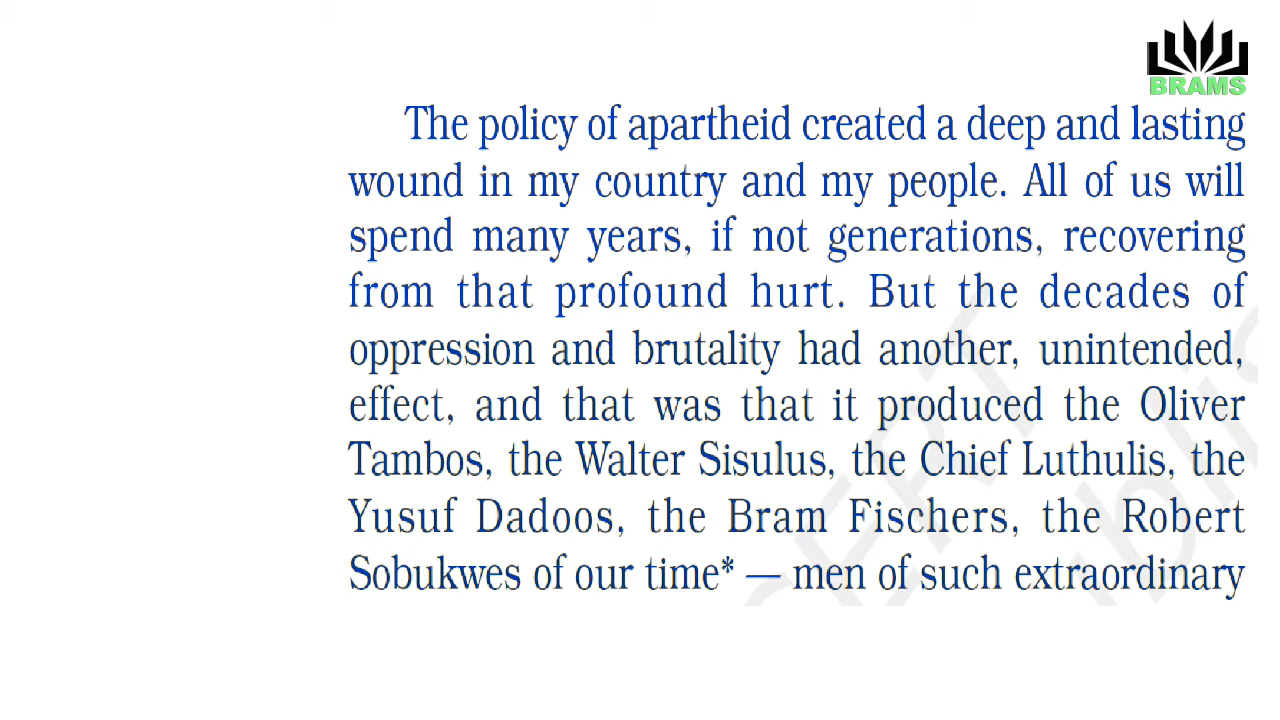 BRAMS
The policy of apartheid created a deep and lasting
wound in my country and my people. All of us will
spend many years, if not generations, recovering
from that profound hurt. But the decades of
oppression and brutality had another, unintended,
effect, and that was that it produced the Oliver
Tambos, the Walter Sisulus, the Chief Luthulis, the
Yusuf Dadoos, the Bram Fischers, the Robert
Sobukwes of our time* — men of such extraordinary